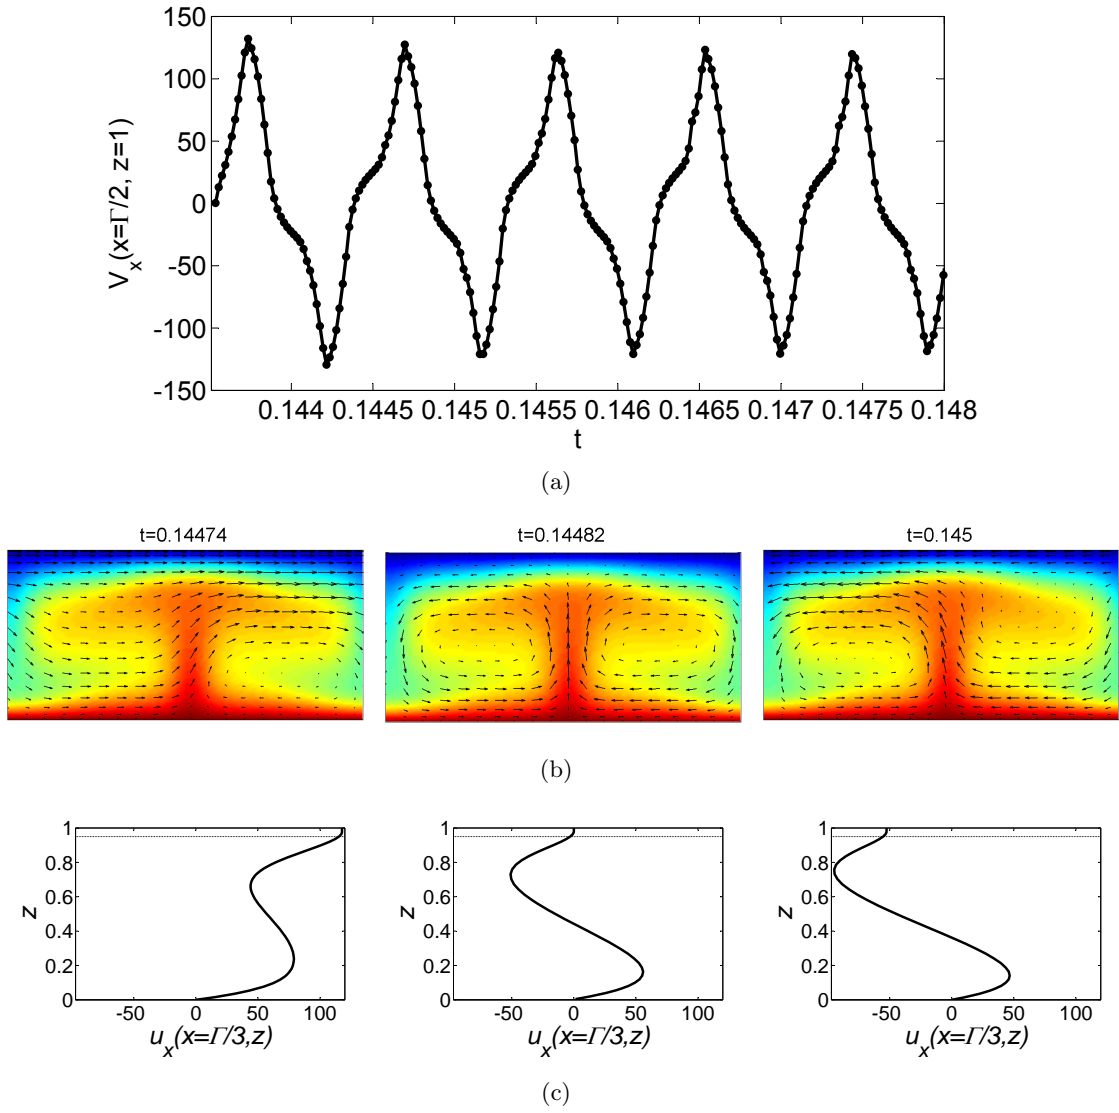 150
100
50
0
-50
-100
-150
V_x(x=Γ/2, z=1)
0.144 0.1445 0.145 0.1455 0.146 0.1465 0.147 0.1475 0.148
t
(a)
t=0.14474 t=0.14482 t=0.145
(b)
1 1 1
0.8 0.8 0.8
0.6 0.6 0.6
z z z
0.4 0.4 0.4
0.2 0.2 0.2
0 0 0
-50 0 50 100 -50 0 50 100 -50 0 50 100
u_x(x=Γ/3,z) u_x(x=Γ/3,z) u_x(x=Γ/3,z)
(c)